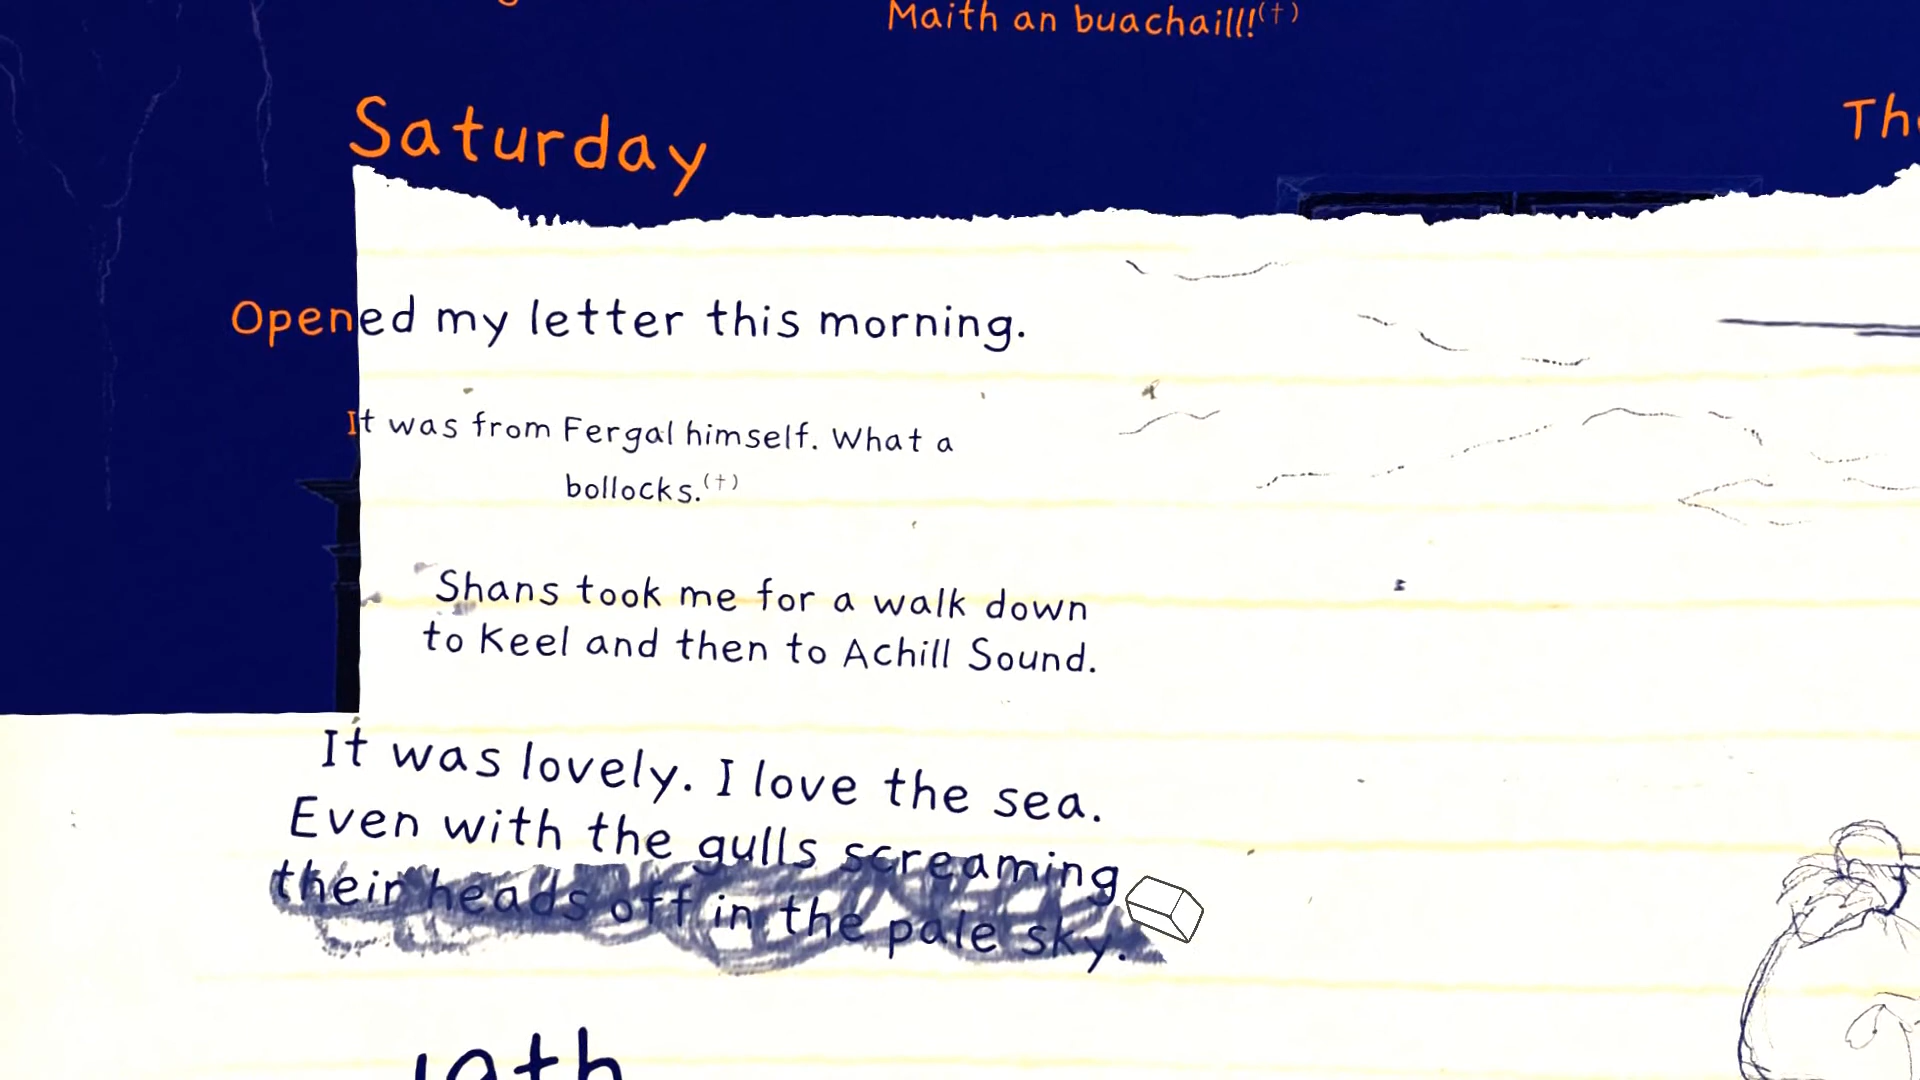 Maith an buachaill!(†)
Saturday
Th
Opened my letter this morning.
It was from Fergal himself. What a
bollocks.(†)
Shans took me for a walk down
to Keel and then to Achill Sound.
It was lovely. I love the sea.
Even with the gulls screaming
their heads off in the pale sky.